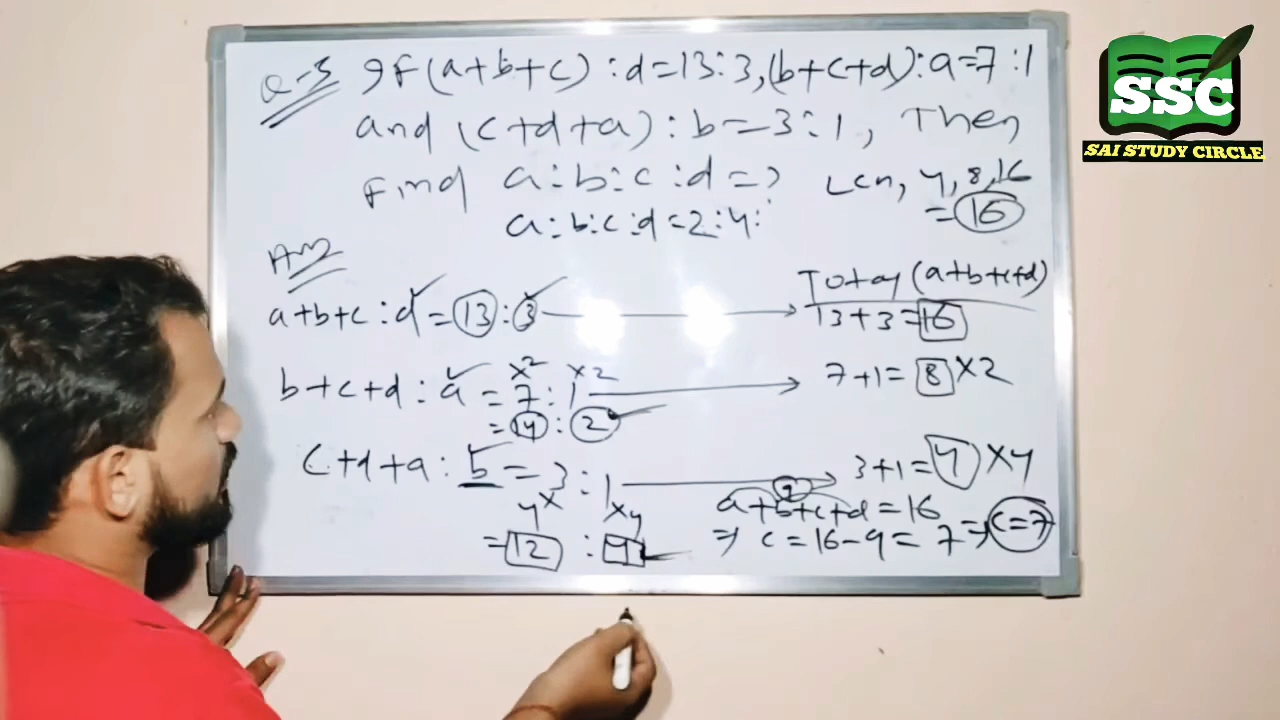 Q-5 If (a+b+c) : d = 13:3, (b+c+d) : a = 7:1
and (c+d+a) : b = 3:1, Then
Find a:b:c:d = ?
a:b:c:d = 2:4:
LCM, 4, 8, 16
= 16
Ans
Total (a+b+c+d)
a+b+c : d = 13 : 3
13+3 = 16
×2 ×2
b+c+d : a = 7 : 1
7+1 = 8 ×2
= 14 : 2
c+d+a : b = 3 : 1
3+1 = 4 ×4
4× ×4
= 12 : 4
9
a+b+c+d = 16
⇒ c = 16-9 = 7 ⇒ c=7
SSC
SAI STUDY CIRCLE